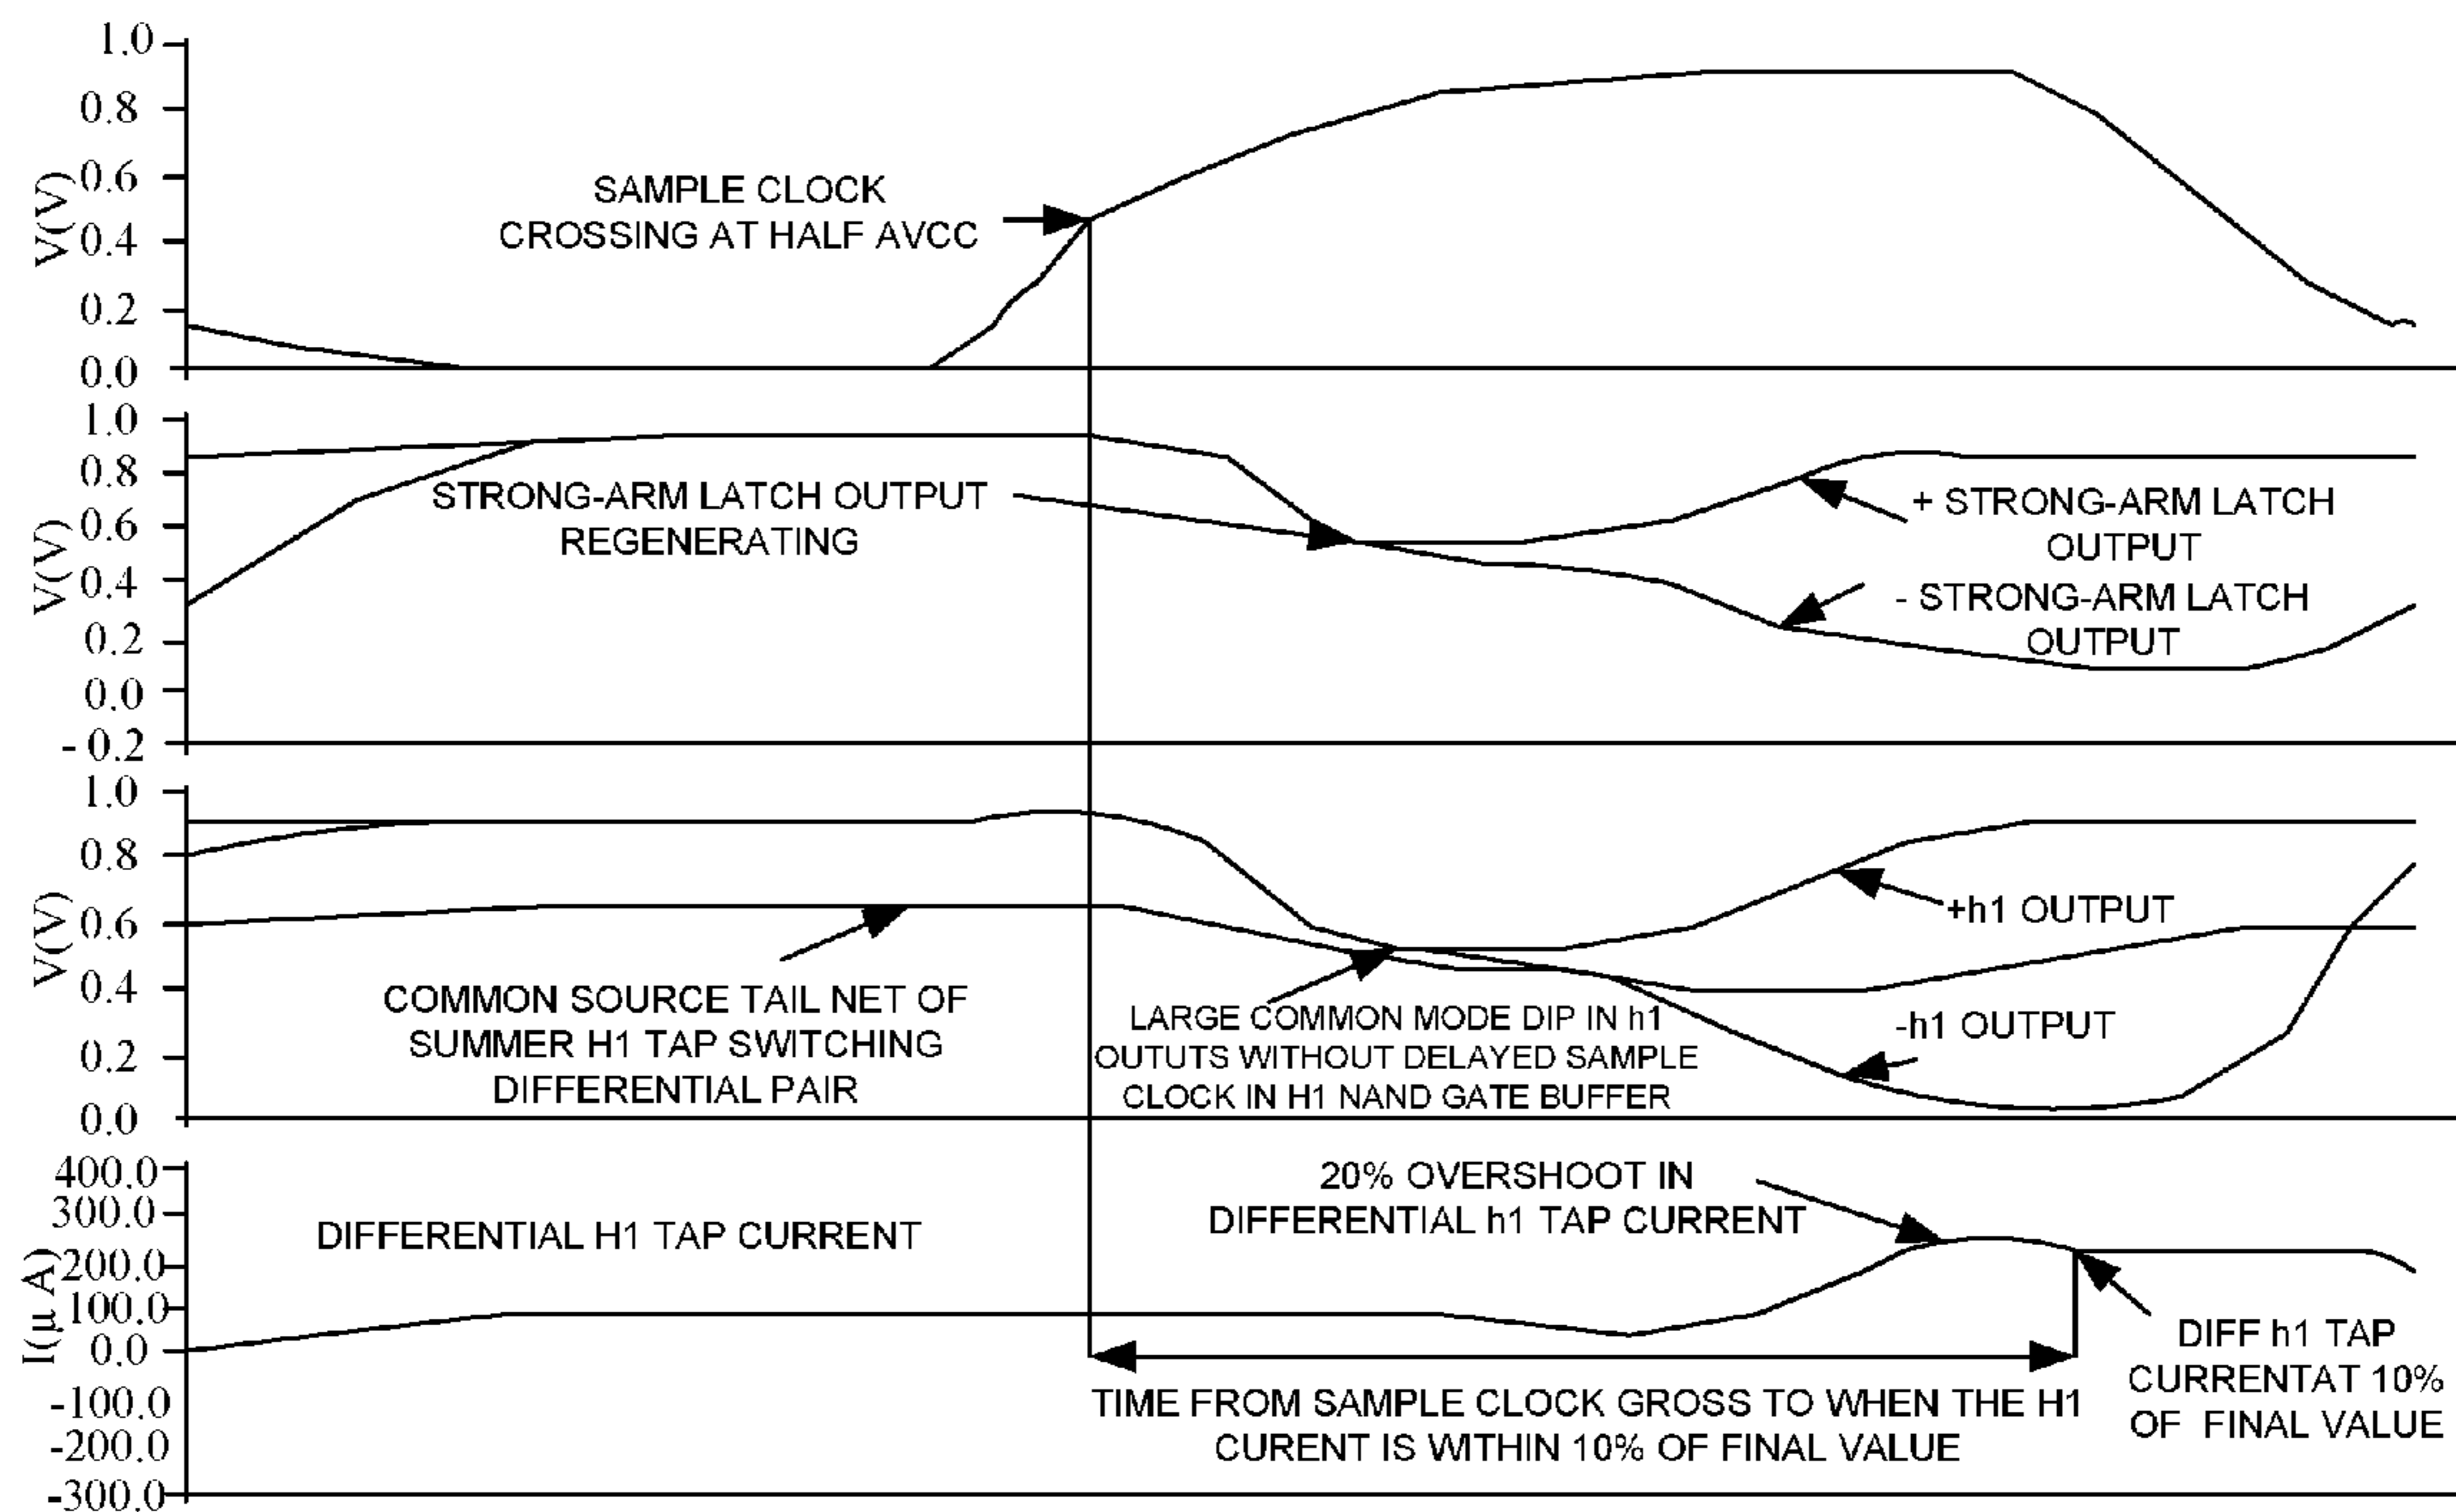 1.0
0.8
0.6
0.4
0.2
0.0
V(V)
SAMPLE CLOCK
CROSSING AT HALF AVCC
1.0
0.8
0.6
0.4
0.2
0.0
- 0.2
V(V)
STRONG-ARM LATCH OUTPUT
REGENERATING
+ STRONG-ARM LATCH
OUTPUT
- STRONG-ARM LATCH
OUTPUT
1.0
0.8
0.6
0.4
0.2
0.0
V(V)
COMMON SOURCE TAIL NET OF
SUMMER H1 TAP SWITCHING
DIFFERENTIAL PAIR
LARGE COMMON MODE DIP IN h1
OUTUTS WITHOUT DELAYED SAMPLE
CLOCK IN H1 NAND GATE BUFFER
+h1 OUTPUT
-h1 OUTPUT
400.0
300.0
200.0
100.0
0.0
-100.0
-200.0
-300.0
I(μ A)
DIFFERENTIAL H1 TAP CURRENT
20% OVERSHOOT IN
DIFFERENTIAL h1 TAP CURRENT
TIME FROM SAMPLE CLOCK GROSS TO WHEN THE H1
CURENT IS WITHIN 10% OF FINAL VALUE
DIFF h1 TAP
CURRENTAT 10%
OF FINAL VALUE